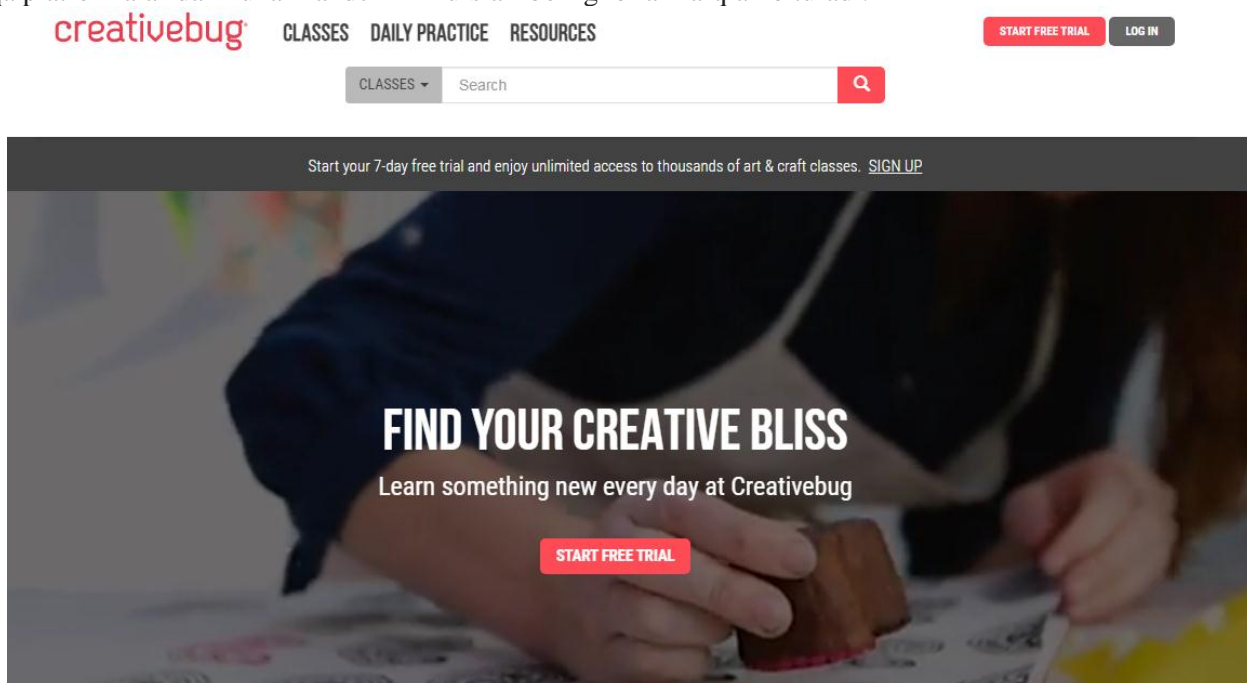 creativebug CLASSES DAILY PRACTICE RESOURCES START FREE TRIAL LOG IN
CLASSES Search
Start your 7-day free trial and enjoy unlimited access to thousands of art & craft classes. SIGN UP
FIND YOUR CREATIVE BLISS
Learn something new every day at Creativebug
START FREE TRIAL